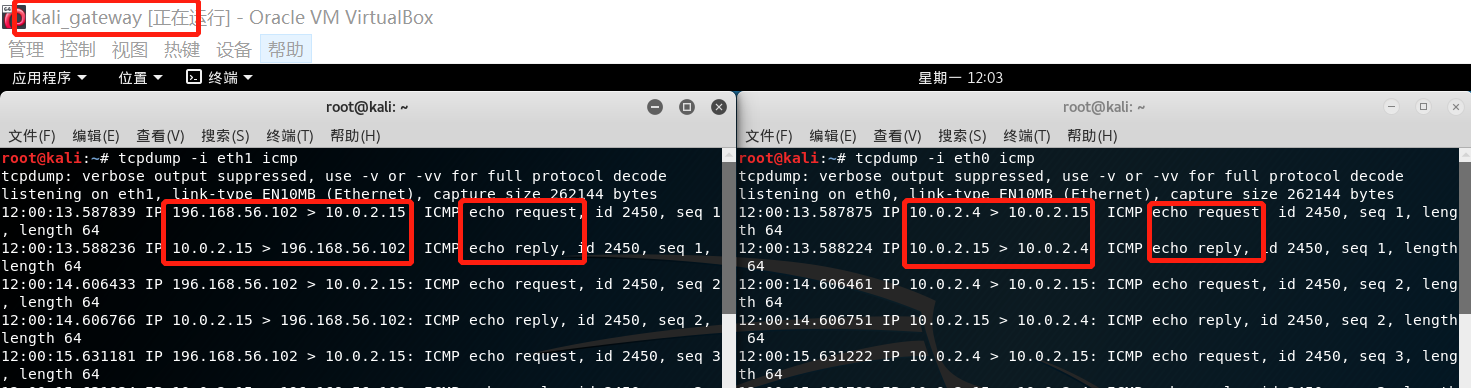 kali_gateway [正在运行] - Oracle VM VirtualBox
管理 控制 视图 热键 设备 帮助
应用程序 位置 终端 星期一 12:03
root@kali: ~
文件(F) 编辑(E) 查看(V) 搜索(S) 终端(T) 帮助(H)
root@kali:~# tcpdump -i eth1 icmp
tcpdump: verbose output suppressed, use -v or -vv for full protocol decode
listening on eth1, link-type EN10MB (Ethernet), capture size 262144 bytes
12:00:13.587839 IP 196.168.56.102 > 10.0.2.15 ICMP echo request, id 2450, seq 1
, length 64
12:00:13.588236 IP 10.0.2.15 > 196.168.56.102 ICMP echo reply, id 2450, seq 1,
length 64
12:00:14.606433 IP 196.168.56.102 > 10.0.2.15: ICMP echo request, id 2450, seq 2
, length 64
12:00:14.606766 IP 10.0.2.15 > 196.168.56.102: ICMP echo reply, id 2450, seq 2,
length 64
12:00:15.631181 IP 196.168.56.102 > 10.0.2.15: ICMP echo request, id 2450, seq 3
, length 64
root@kali: ~
文件(F) 编辑(E) 查看(V) 搜索(S) 终端(T) 帮助(H)
root@kali:~# tcpdump -i eth0 icmp
tcpdump: verbose output suppressed, use -v or -vv for full protocol decode
listening on eth0, link-type EN10MB (Ethernet), capture size 262144 bytes
12:00:13.587875 IP 10.0.2.4 > 10.0.2.15 ICMP echo request, id 2450, seq 1, leng
th 64
12:00:13.588224 IP 10.0.2.15 > 10.0.2.4 ICMP echo reply, id 2450, seq 1, length
64
12:00:14.606461 IP 10.0.2.4 > 10.0.2.15: ICMP echo request, id 2450, seq 2, leng
th 64
12:00:14.606751 IP 10.0.2.15 > 10.0.2.4: ICMP echo reply, id 2450, seq 2, length
64
12:00:15.631222 IP 10.0.2.4 > 10.0.2.15: ICMP echo request, id 2450, seq 3, leng
th 64